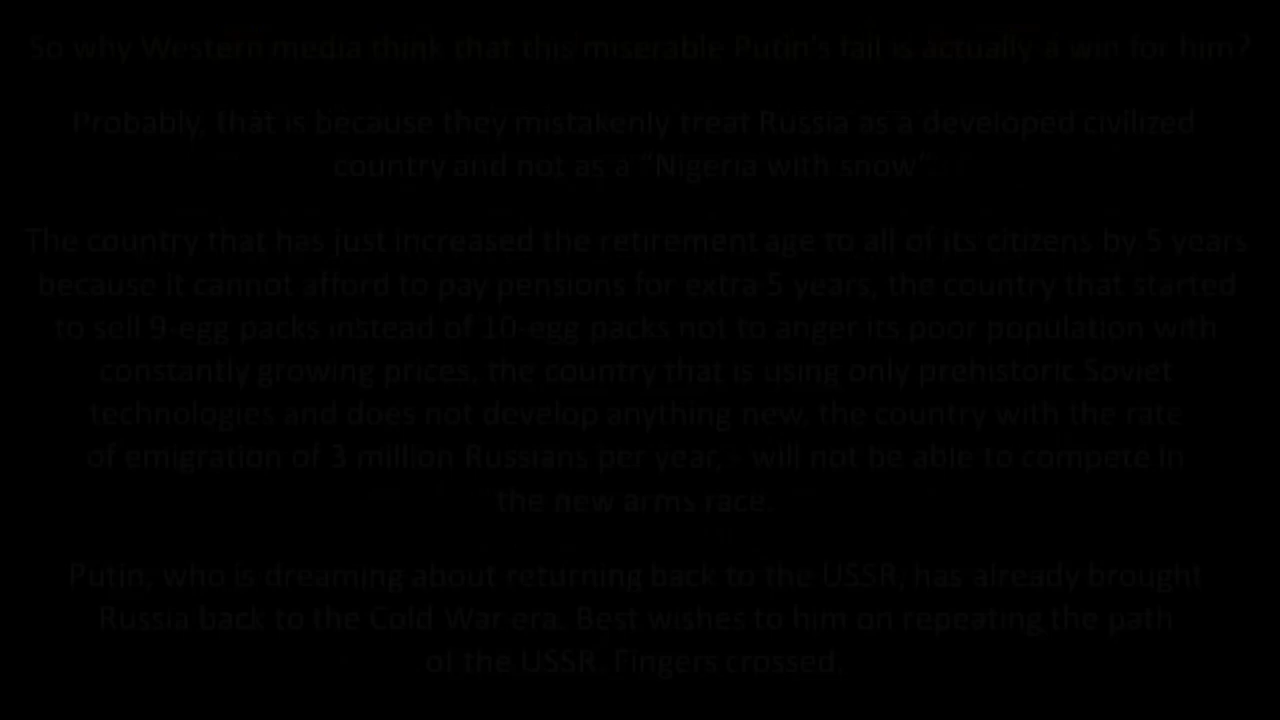 So why Western media think that this miserable Putin's fail is actually a win for him?
Probably, that is because they mistakenly treat Russia as a developed civilized
country and not as a "Nigeria with snow".
The country that has just increased the retirement age to all of its citizens by 5 years
because it cannot afford to pay pensions for extra 5 years, the country that started
to sell 9-egg packs instead of 10-egg packs not to anger its poor population with
constantly growing prices, the country that is using only prehistoric Soviet
technologies and does not develop anything new, the country with the rate
of emigration of 3 million Russians per year, - will not be able to compete in
the new arms race.
Putin, who is dreaming about returning back to the USSR, has already brought
Russia back to the Cold War era. Best wishes to him on repeating the path
of the USSR. Fingers crossed.